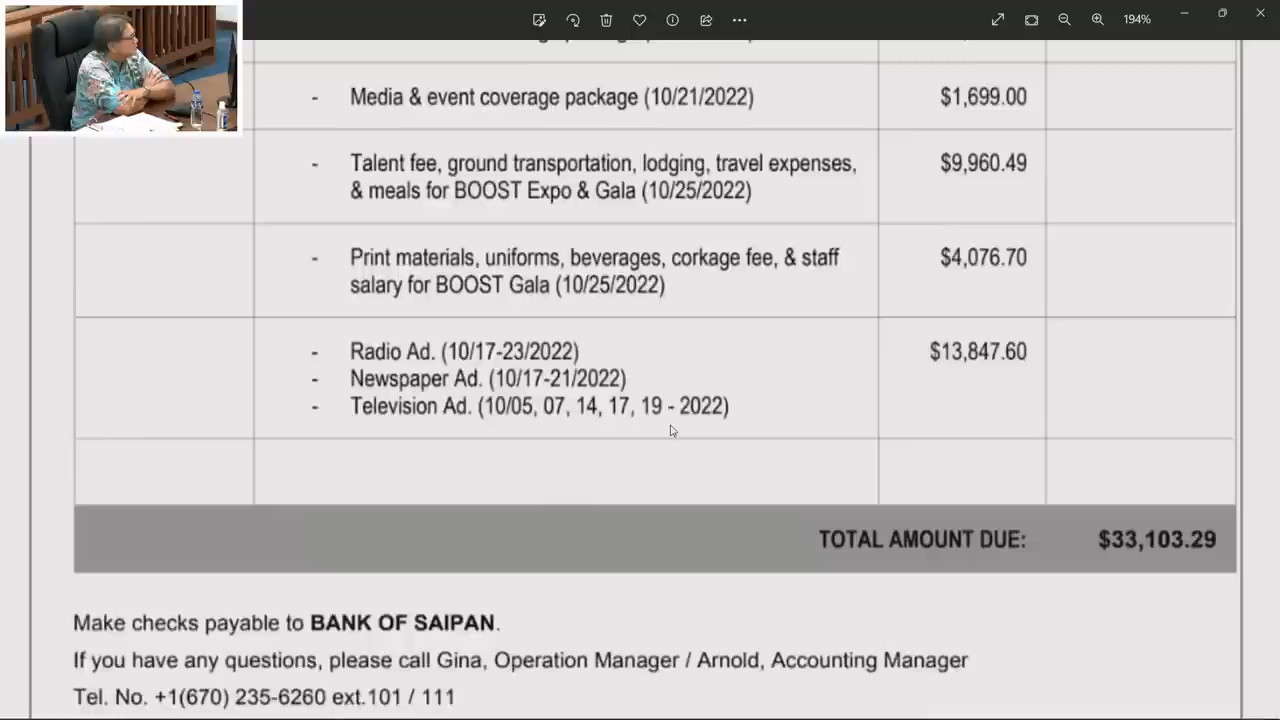 194%
- Media & event coverage package (10/21/2022) $1,699.00
- Talent fee, ground transportation, lodging, travel expenses, $9,960.49
& meals for BOOST Expo & Gala (10/25/2022)
- Print materials, uniforms, beverages, corkage fee, & staff $4,076.70
salary for BOOST Gala (10/25/2022)
- Radio Ad. (10/17-23/2022) $13,847.60
- Newspaper Ad. (10/17-21/2022)
- Television Ad. (10/05, 07, 14, 17, 19 - 2022)
TOTAL AMOUNT DUE: $33,103.29
Make checks payable to BANK OF SAIPAN.
If you have any questions, please call Gina, Operation Manager / Arnold, Accounting Manager
Tel. No. +1(670) 235-6260 ext.101 / 111